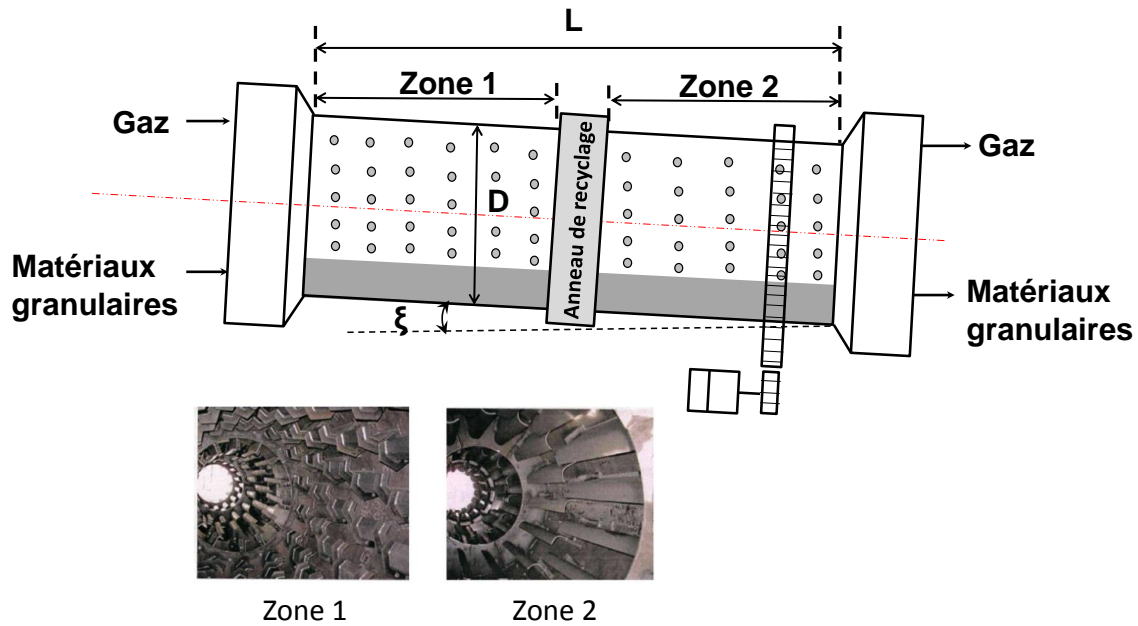 L
Zone 1
Zone 2
Gaz
Gaz
D
Anneau de recyclage
Matériaux
granulaires
Matériaux
granulaires
ξ
Zone 1
Zone 2